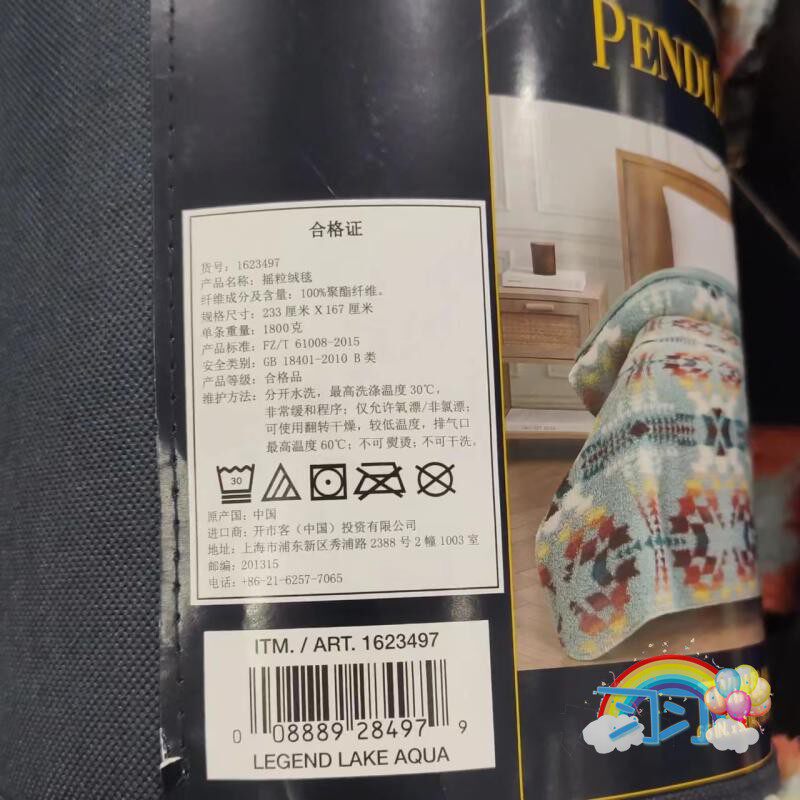 PENDL
合格证
货号: 1623497
产品名称: 摇粒绒毯
纤维成分及含量: 100%聚酯纤维。
规格尺寸: 233 厘米 X 167 厘米
单条重量: 1800克
产品标准: FZ/T 61008-2015
安全类别: GB 18401-2010 B 类
产品等级: 合格品
维护方法: 分开水洗，最高洗涤温度 30℃，
非常缓和程序; 仅允许氧漂/非氯漂;
可使用翻转干燥，较低温度，排气口
最高温度 60℃; 不可熨烫; 不可干洗。
30
原产国: 中国
进口商: 开市客（中国）投资有限公司
地址: 上海市浦东新区秀浦路 2388 号 2 幢 1003 室
邮编: 201315
电话: +86-21-6257-7065
ITM. / ART. 1623497
0 08889 28497 9
LEGEND LAKE AQUA